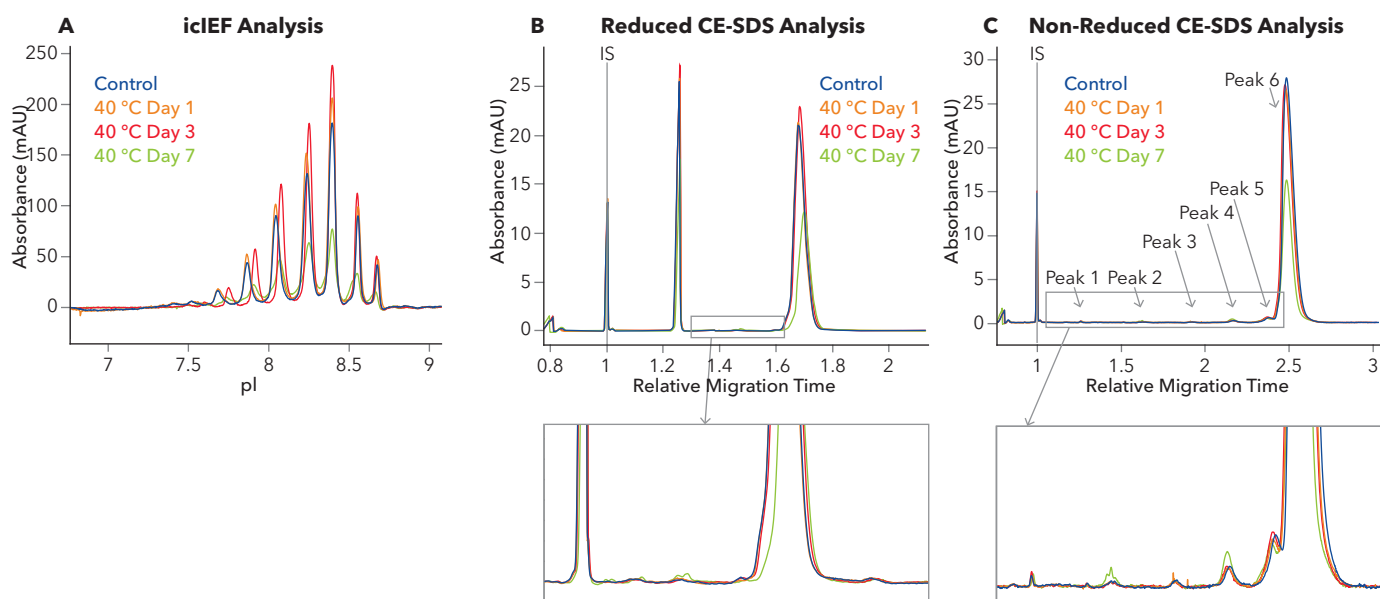 A icIEF Analysis
250
200
150
100
50
0
Absorbance (mAU)
Control
40 °C Day 1
40 °C Day 3
40 °C Day 7
7 7.5 8 8.5 9
pI
B Reduced CE-SDS Analysis
IS
25
20
15
10
5
0
Absorbance (mAU)
Control
40 °C Day 1
40 °C Day 3
40 °C Day 7
0.8 1 1.2 1.4 1.6 1.8 2
Relative Migration Time
C Non-Reduced CE-SDS Analysis
IS
30
25
20
15
10
5
0
Absorbance (mAU)
Control
40 °C Day 1
40 °C Day 3
40 °C Day 7
Peak 6
Peak 5
Peak 4
Peak 3
Peak 1 Peak 2
1 1.5 2 2.5 3
Relative Migration Time